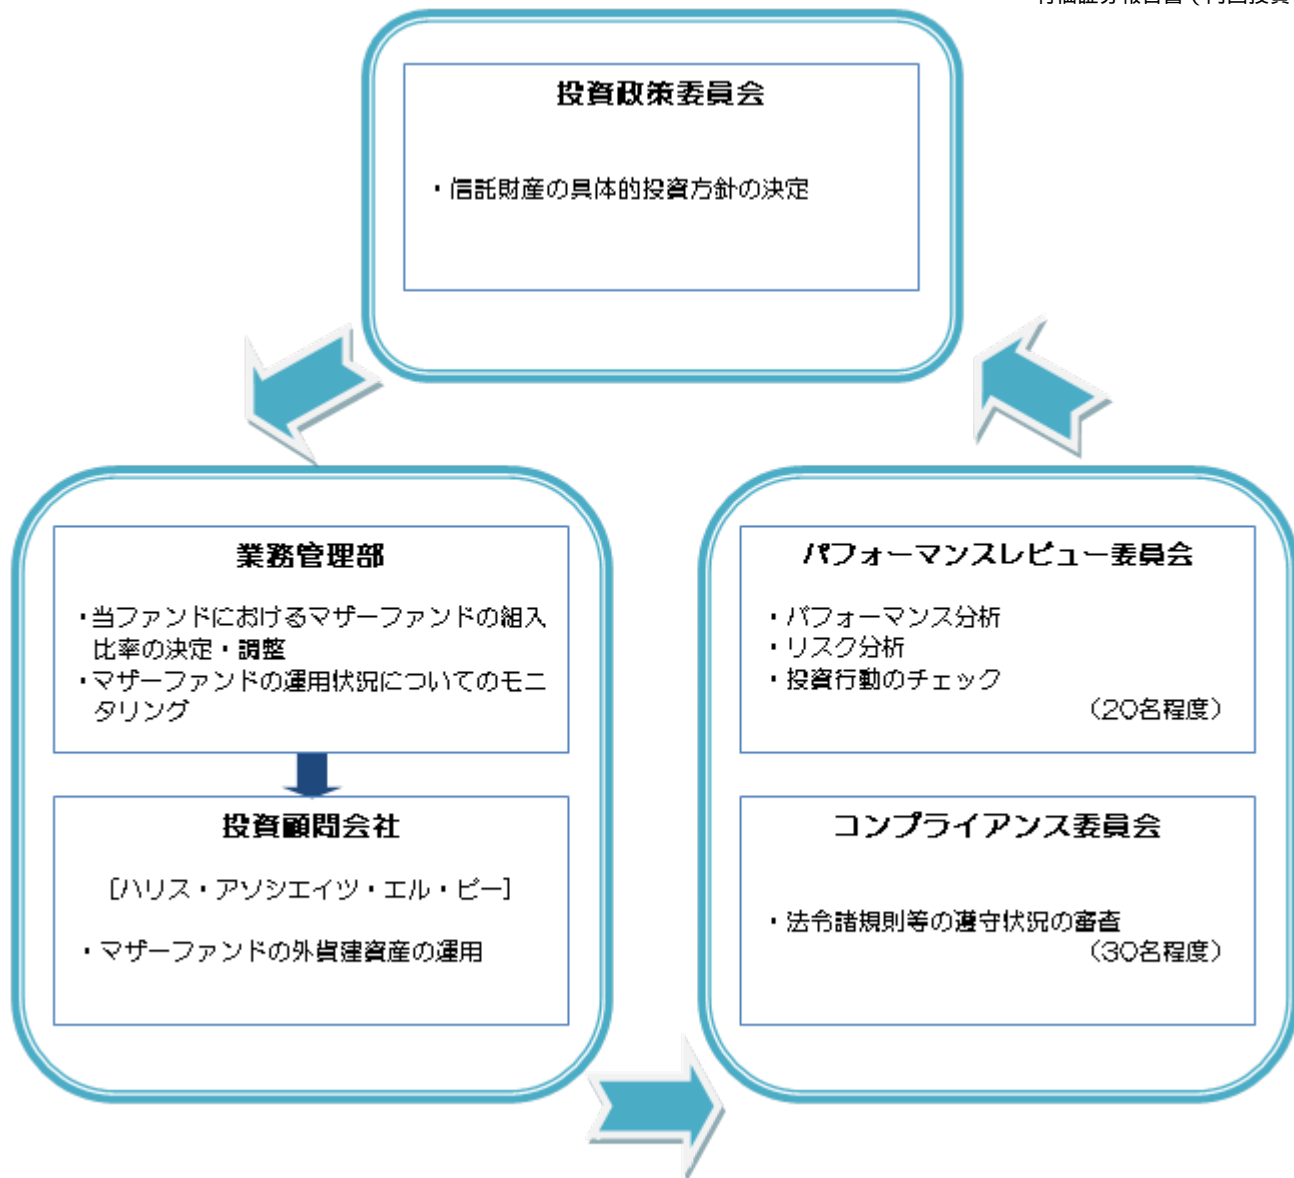 投資政策委員会
・信託財産の具体的投資方針の決定
業務管理部
・当ファンドにおけるマザーファンドの組入
比率の決定・調整
・マザーファンドの運用状況についてのモニ
タリング
投資顧問会社
[ハリス・アソシエイツ・エル・ピー]
・マザーファンドの外貨建資産の運用
パフォーマンスレビュー委員会
・パフォーマンス分析
・リスク分析
・投資行動のチェック
(20名程度)
コンプライアンス委員会
・法令諸規則等の遵守状況の審査
(30名程度)